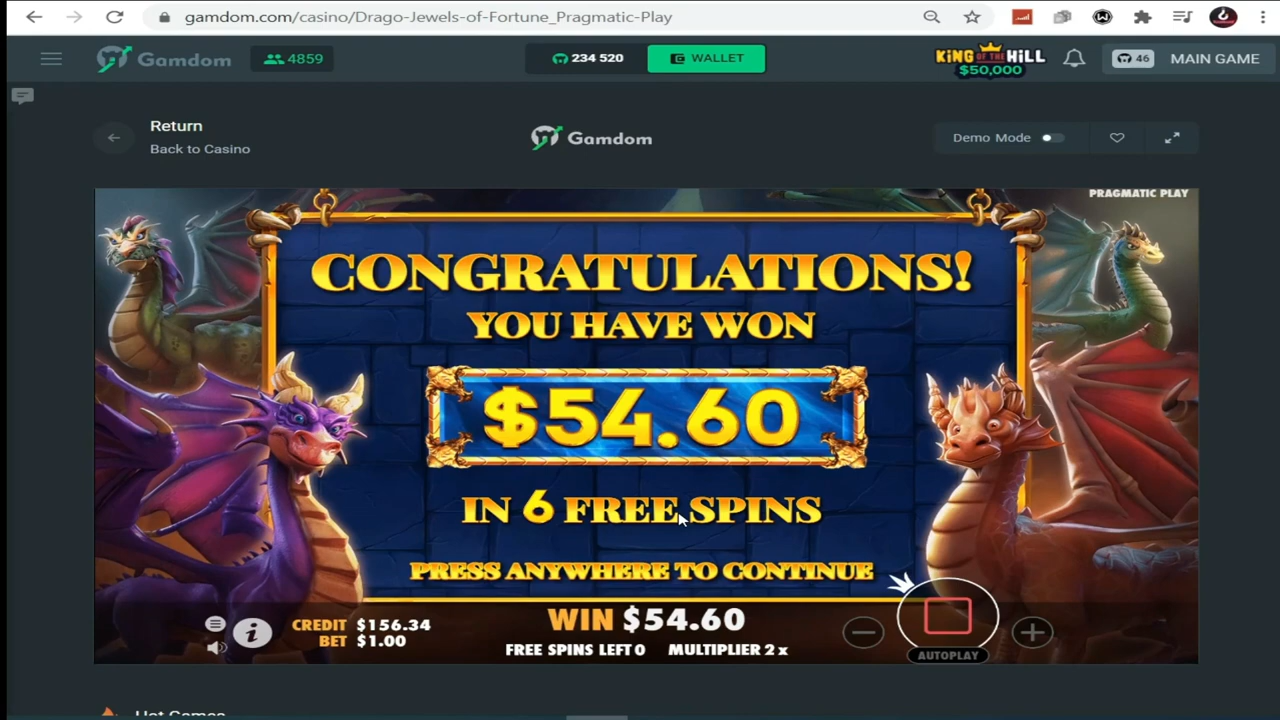 gamdom.com/casino/Drago-Jewels-of-Fortune_Pragmatic-Play
Gamdom
4859
234 520
WALLET
KING OF THE HILL
$50,000
46
MAIN GAME
Return
Back to Casino
Gamdom
Demo Mode
PRAGMATIC PLAY
CONGRATULATIONS!
YOU HAVE WON
$54.60
IN 6 FREE SPINS
PRESS ANYWHERE TO CONTINUE
CREDIT $156.34
BET $1.00
WIN $54.60
FREE SPINS LEFT 0 MULTIPLIER 2 x
AUTOPLAY
Hot Games